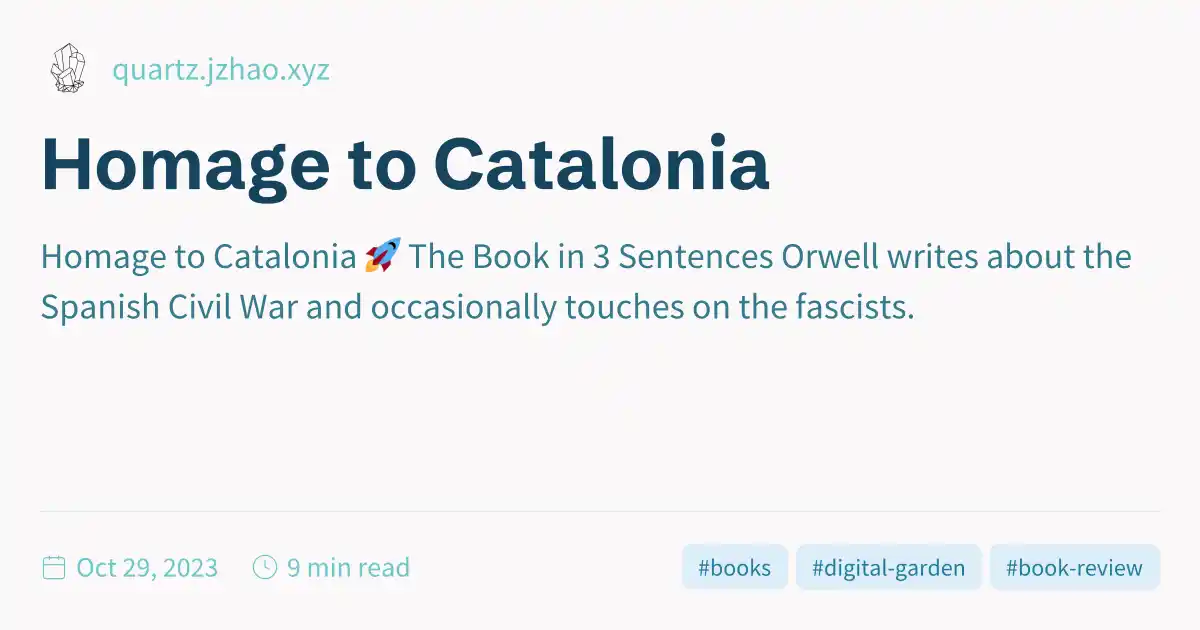 quartz.jzhao.xyz
Homage to Catalonia
Homage to Catalonia 🚀 The Book in 3 Sentences Orwell writes about the
Spanish Civil War and occasionally touches on the fascists.
Oct 29, 2023 9 min read #books #digital-garden #book-review